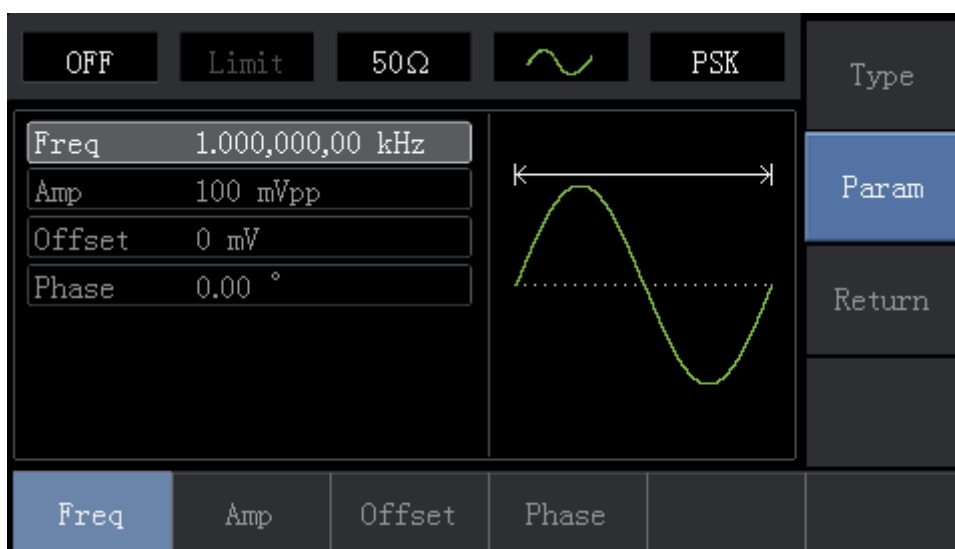 OFF Limit 50Ω PSK
Type
Freq 1.000,000,00 kHz
Amp 100 mVpp
Param
Offset 0 mV
Phase 0.00 °
Return
Freq Amp Offset Phase